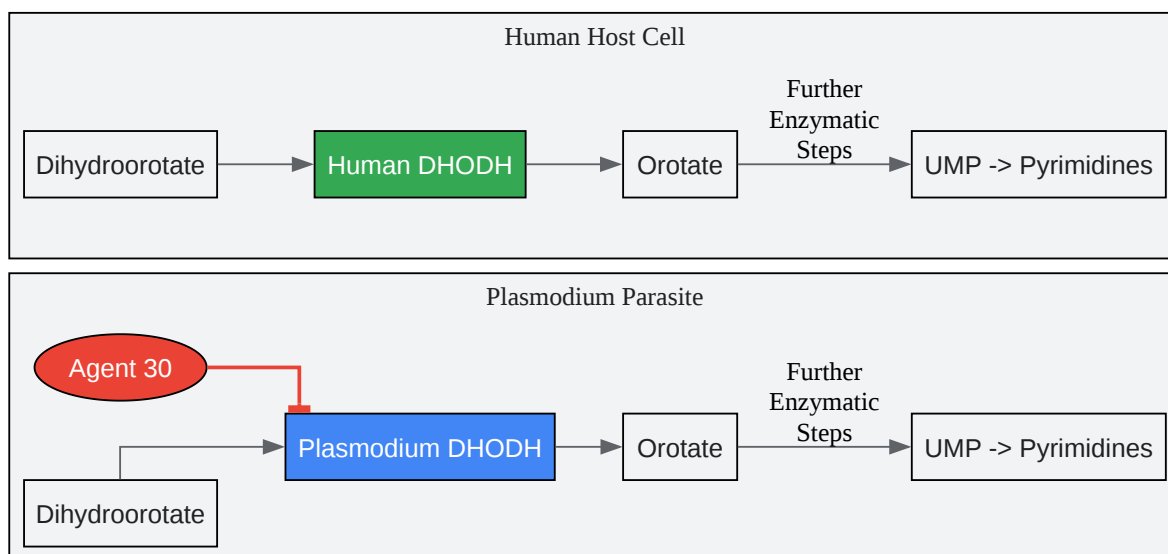 Human Host Cell
Dihydroorotate
Human DHODH
Orotate
Further
Enzymatic
Steps
UMP -> Pyrimidines
Plasmodium Parasite
Agent 30
Dihydroorotate
Plasmodium DHODH
Orotate
Further
Enzymatic
Steps
UMP -> Pyrimidines